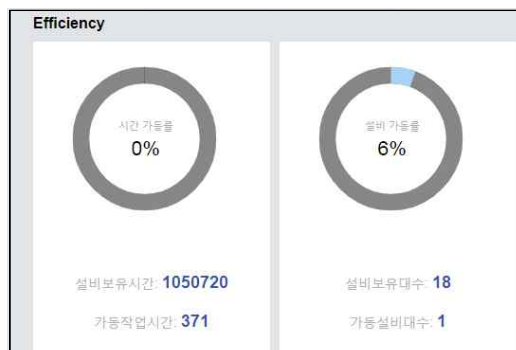 Efficiency
시간 가동률
0%
설비보유시간: 1050720
가동작업시간: 371
설비 가동률
6%
설비보유대수: 18
가동설비대수: 1